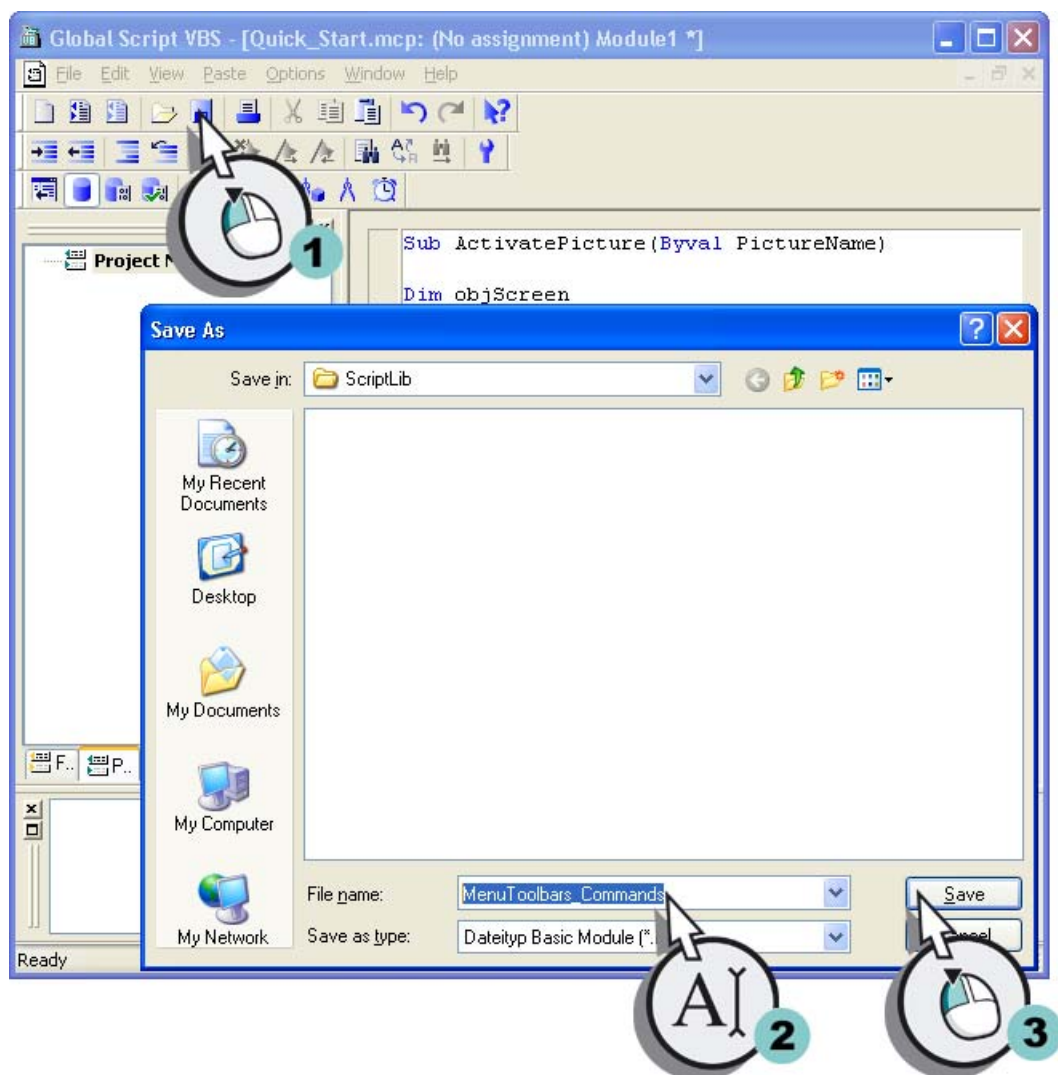 Global Script VBS - [Quick_Start.mcp: (No assignment) Module1 *]
File Edit View Paste Options Window Help
1
Project
Sub ActivatePicture(Byval PictureName)
Dim objScreen
Save As
Save in: ScriptLib
My Recent
Documents
Desktop
My Documents
My Computer
My Network
F.. P..
File name: MenuToolbars_Commands
Save
Save as type: Dateityp Basic Module (*.
Ready
A
2
3